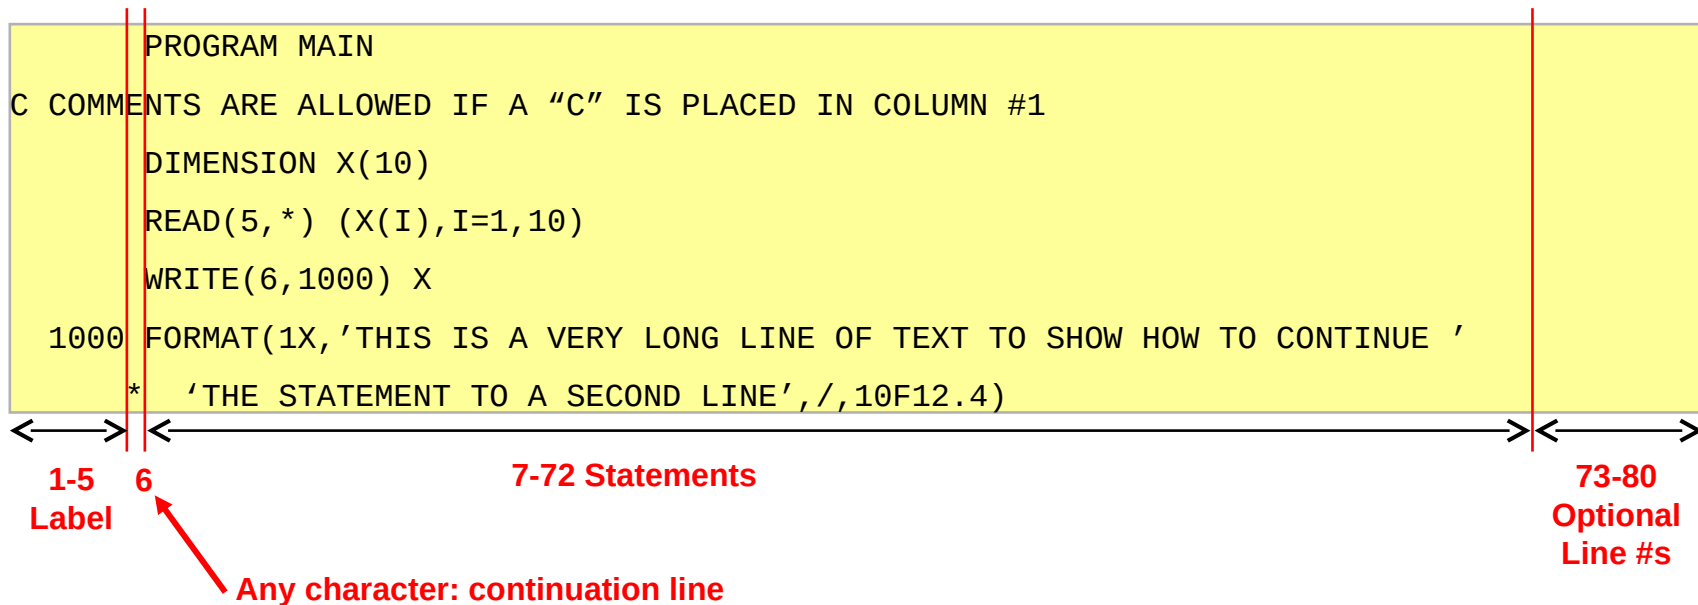 PROGRAM MAIN
C COMMENTS ARE ALLOWED IF A “C” IS PLACED IN COLUMN #1
DIMENSION X(10)
READ(5,*) (X(I),I=1,10)
WRITE(6,1000) X
1000 FORMAT(1X,’THIS IS A VERY LONG LINE OF TEXT TO SHOW HOW TO CONTINUE ’
* ‘THE STATEMENT TO A SECOND LINE’,/,10F12.4)
1-5
Label
6
7-72 Statements
73-80
Optional
Line #s
Any character: continuation line